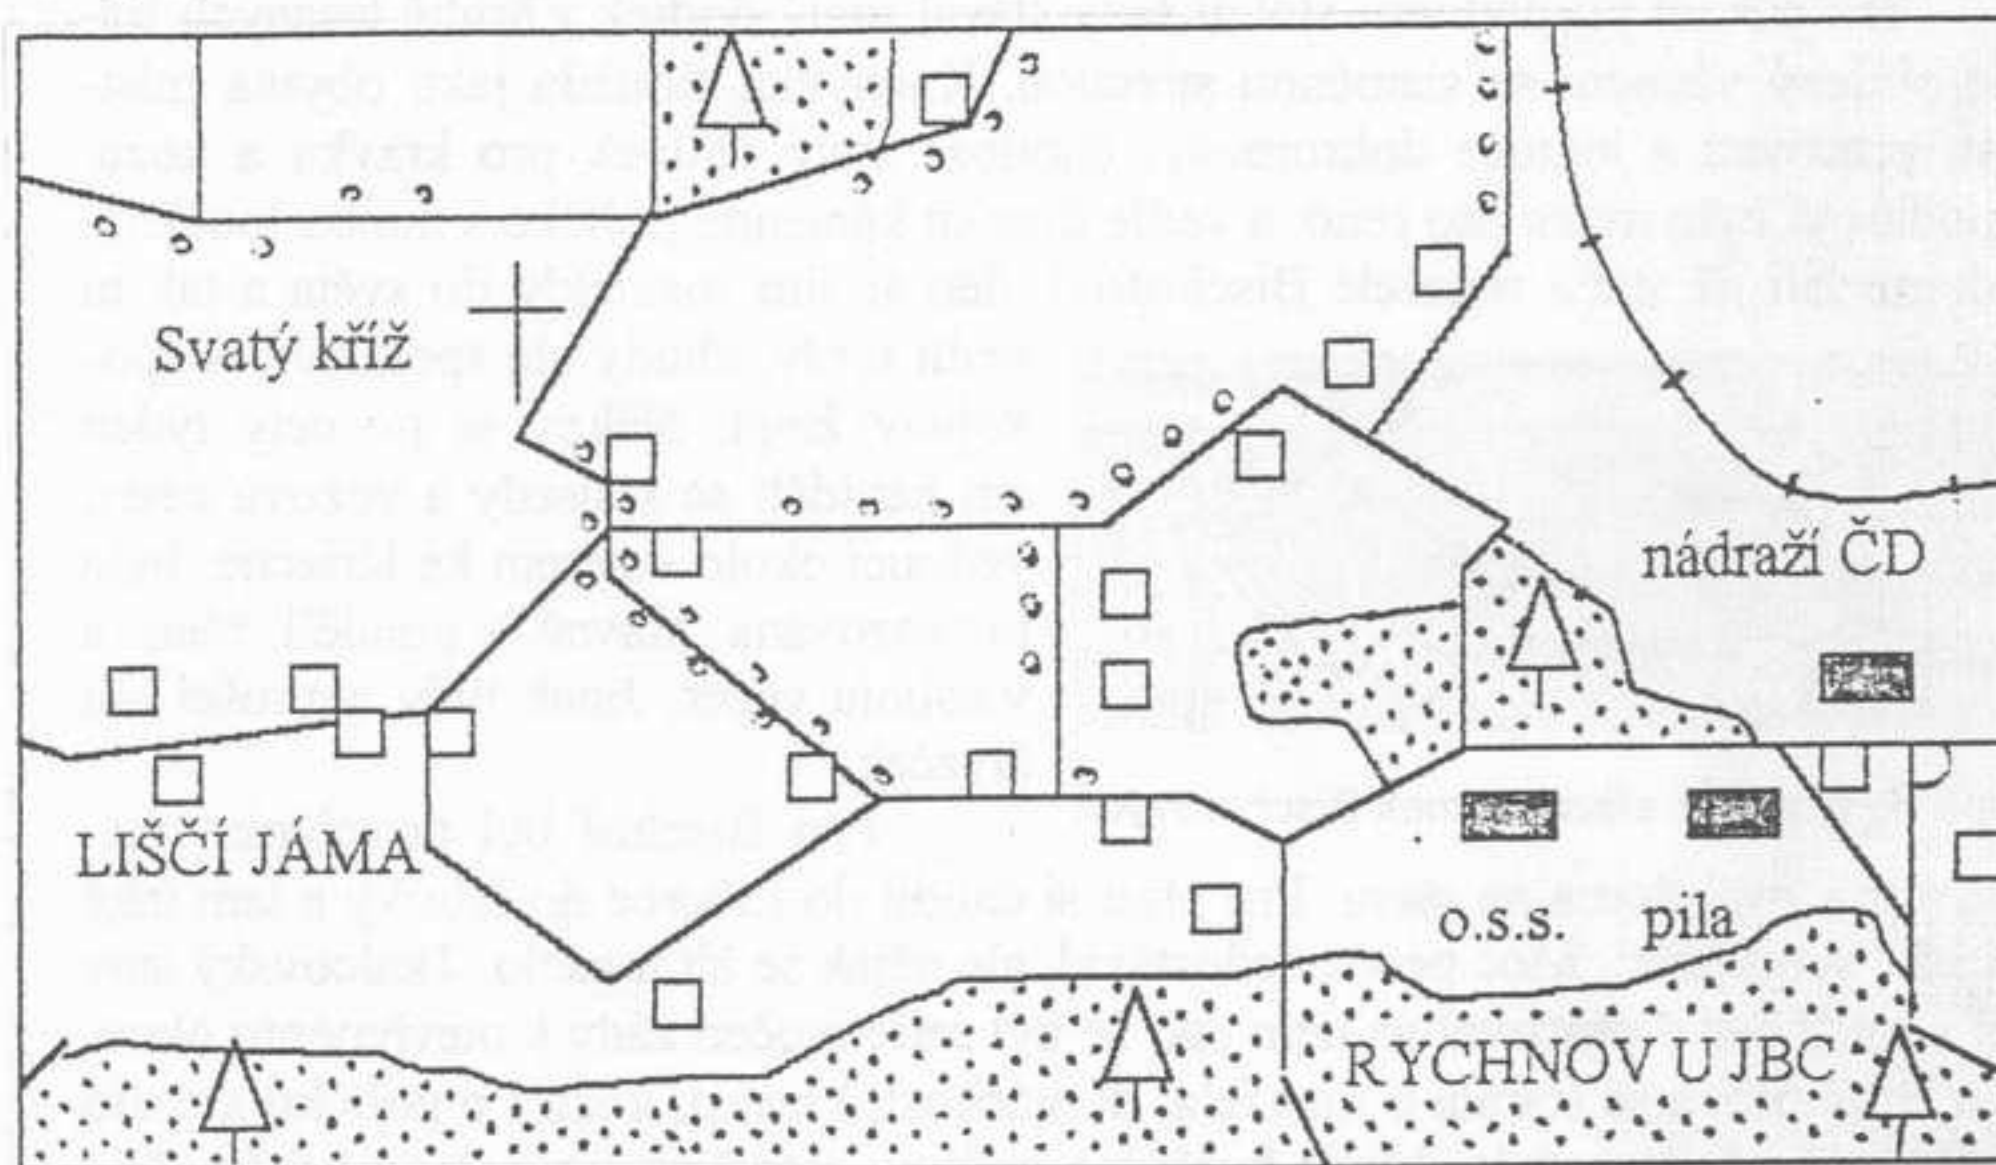 Svatý kříž
nádraží ČD
LIŠČÍ JÁMA
o.s.s. pila
RYCHNOV U JBC